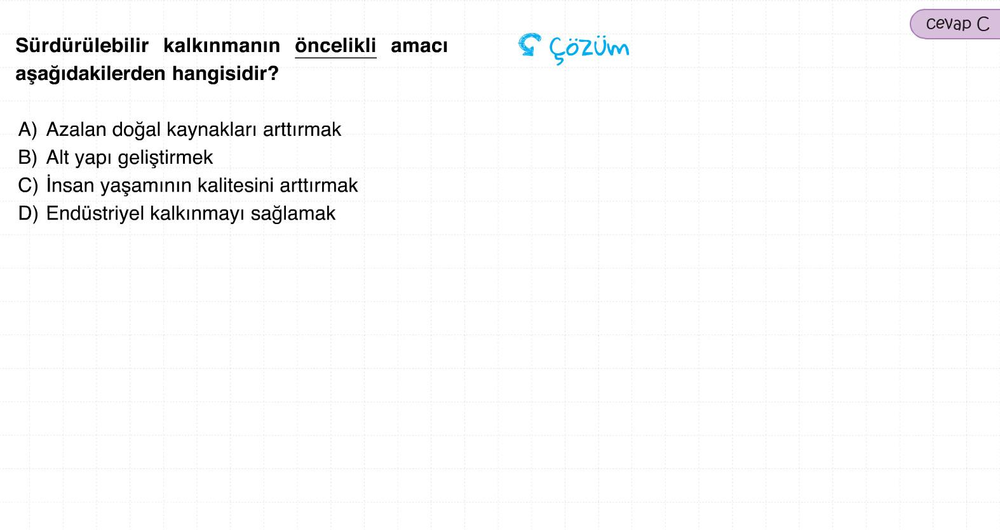 cevap C
Sürdürülebilir kalkınmanın öncelikli amacı
aşağıdakilerden hangisidir?
A) Azalan doğal kaynakları arttırmak
B) Alt yapı geliştirmek
C) İnsan yaşamının kalitesini arttırmak
D) Endüstriyel kalkınmayı sağlamak
Çözüm